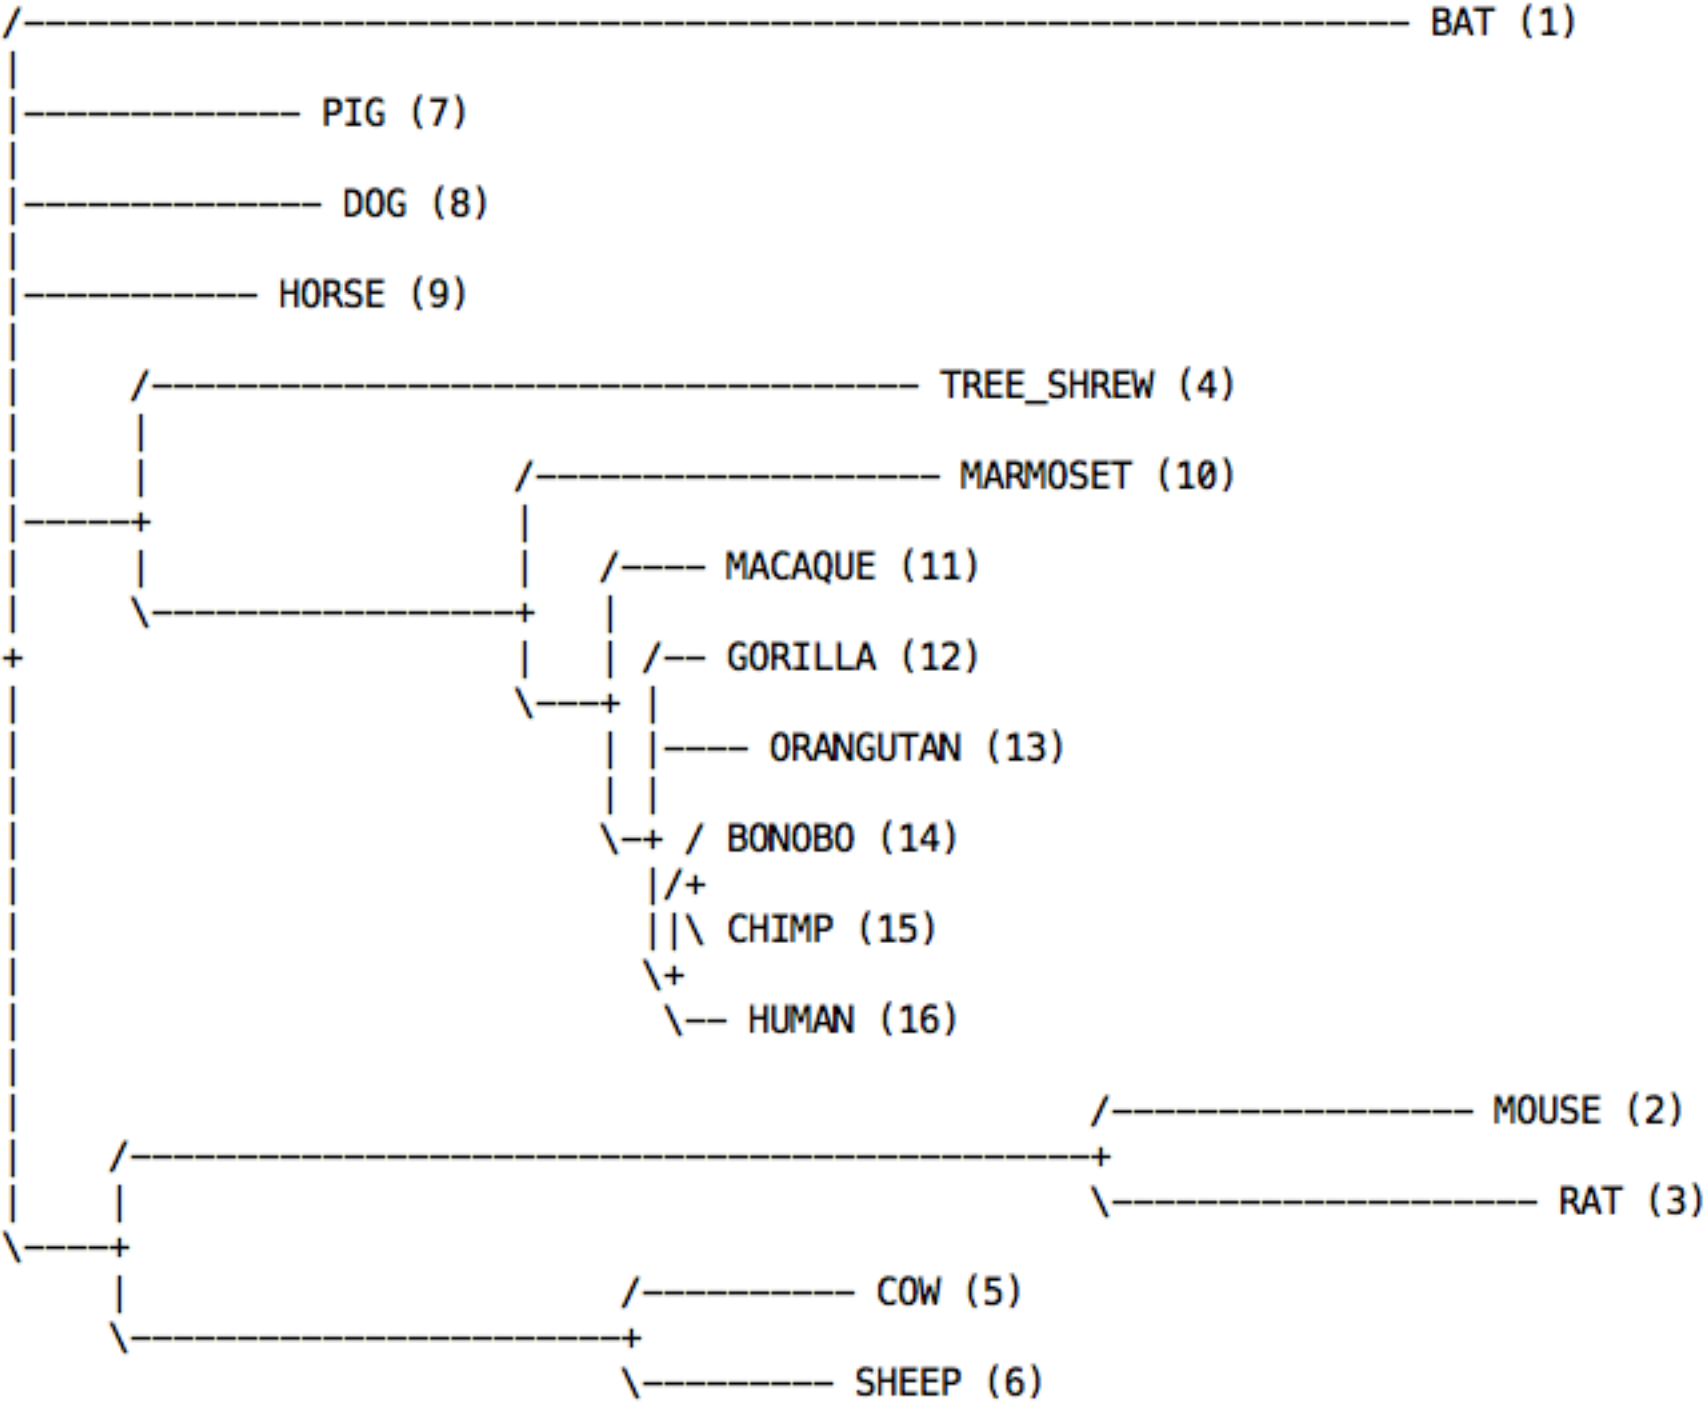 BAT (1)
PIG (7)
DOG (8)
HORSE (9)
TREE_SHREW (4)
MARMOSET (10)
MACAQUE (11)
GORILLA (12)
ORANGUTAN (13)
BONOBO (14)
CHIMP (15)
HUMAN (16)
MOUSE (2)
RAT (3)
COW (5)
SHEEP (6)